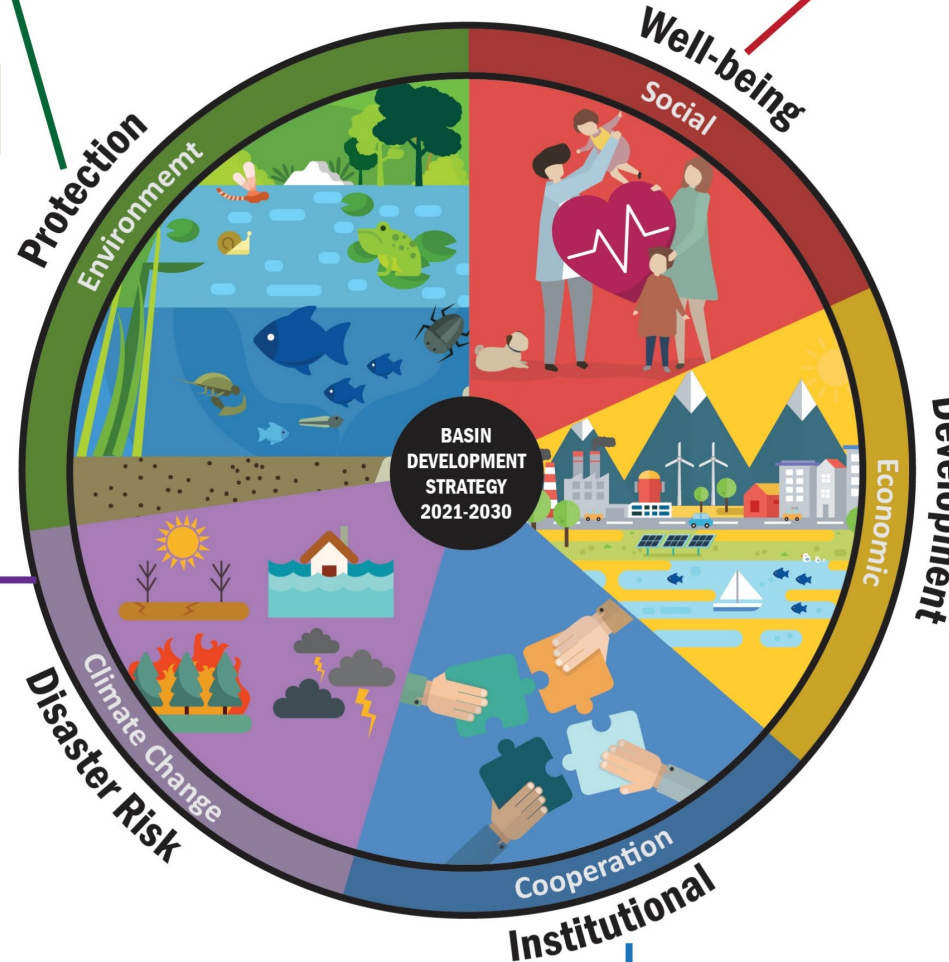 Protection
Environmemt
Well-being
Social
Development
Economic
BASIN
DEVELOPMENT
STRATEGY
2021-2030
Climate Change
Disaster Risk
Cooperation
Institutional